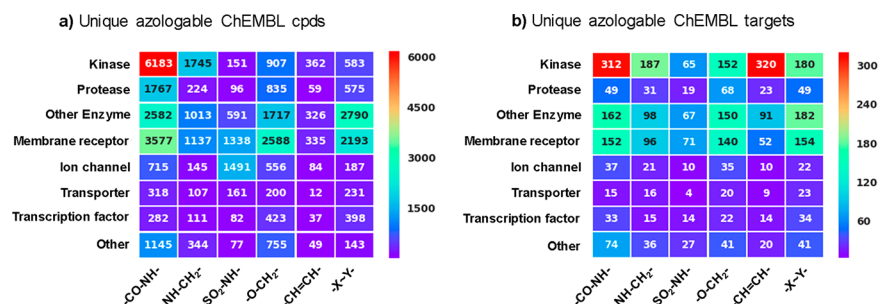 a) Unique azologable ChEMBL cpds
Kinase 6183 1745 151 907 362 583
Protease 1767 224 96 835 59 575
Other Enzyme 2582 1013 591 1717 326 2790
Membrane receptor 3577 1137 1338 2588 335 2193
Ion channel 715 145 1491 556 84 187
Transporter 318 107 161 200 12 231
Transcription factor 282 111 82 423 37 398
Other 1145 344 77 755 49 143
-CO-NH- NH-CH₂- SO₂-NH- -O-CH₂- -CH=CH- -X~Y-
6000
4500
3000
1500
b) Unique azologable ChEMBL targets
Kinase 312 187 65 152 320 180
Protease 49 31 19 68 23 49
Other Enzyme 162 98 67 150 91 182
Membrane receptor 152 96 71 140 52 154
Ion channel 37 21 10 35 10 22
Transporter 15 16 4 20 9 23
Transcription factor 33 15 14 22 14 34
Other 74 36 27 41 20 41
-CO-NH- NH-CH₂- SO₂-NH- -O-CH₂- -CH=CH- -X~Y-
300
240
180
120
60